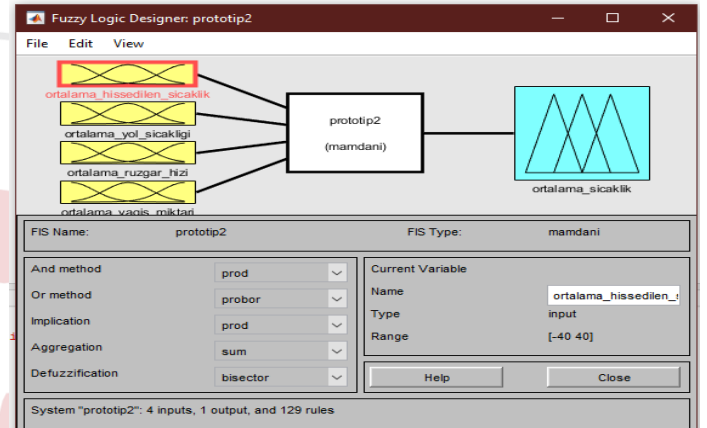 Fuzzy Logic Designer: prototip2
File Edit View
ortalama_hissedilen_sicaklik
ortalama_yol_sicakligi
ortalama_ruzgar_hizi
ortalama_yagis_miktari
prototip2
(mamdani)
ortalama_sicaklik
FIS Name: prototip2 FIS Type: mamdani
And method prod
Or method probor
Implication prod
Aggregation sum
Defuzzification bisector
Current Variable
Name ortalama_hissedilen_s
Type input
Range [-40 40]
Help Close
System "prototip2": 4 inputs, 1 output, and 129 rules